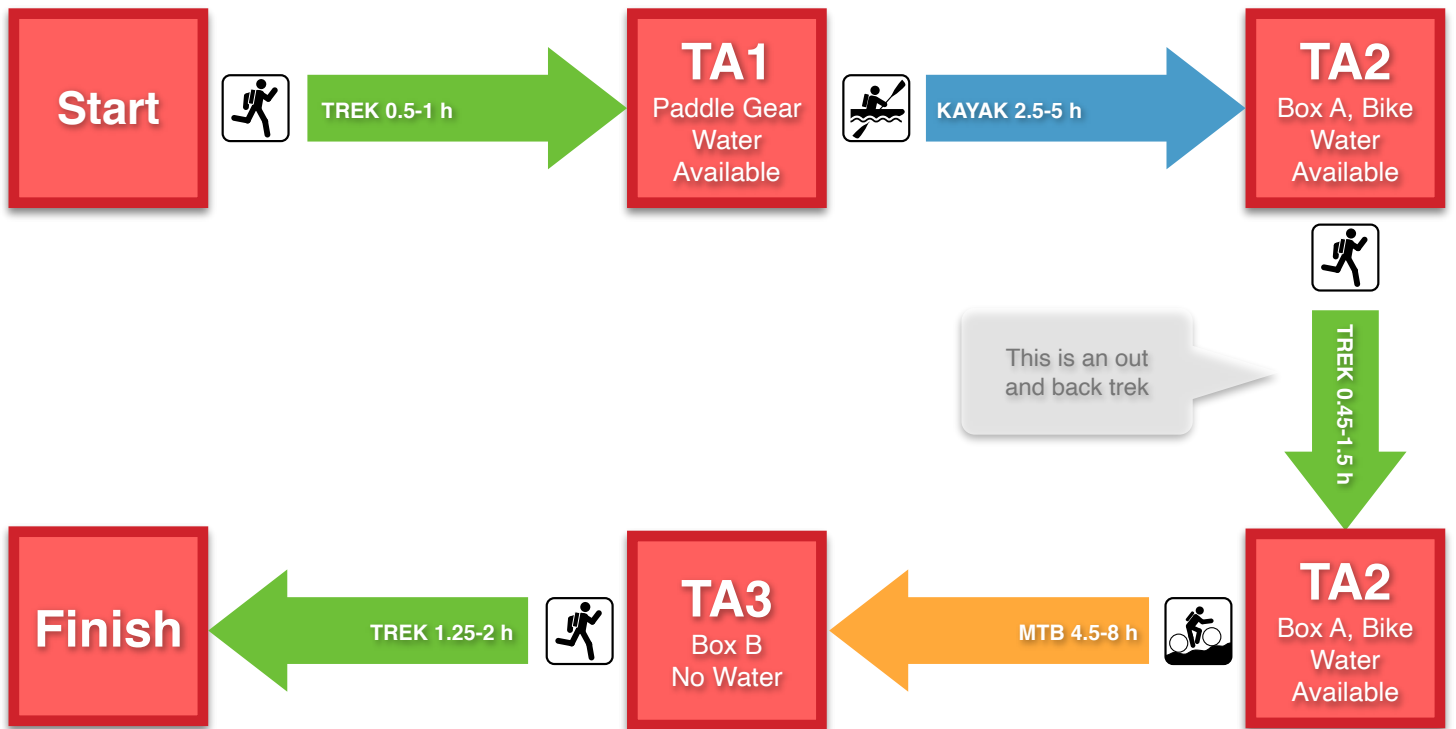 Start
TREK 0.5-1 h
TA1
Paddle Gear
Water
Available
KAYAK 2.5-5 h
TA2
Box A, Bike
Water
Available
This is an out
and back trek
TREK 0.45-1.5 h
TA2
Box A, Bike
Water
Available
MTB 4.5-8 h
TA3
Box B
No Water
TREK 1.25-2 h
Finish